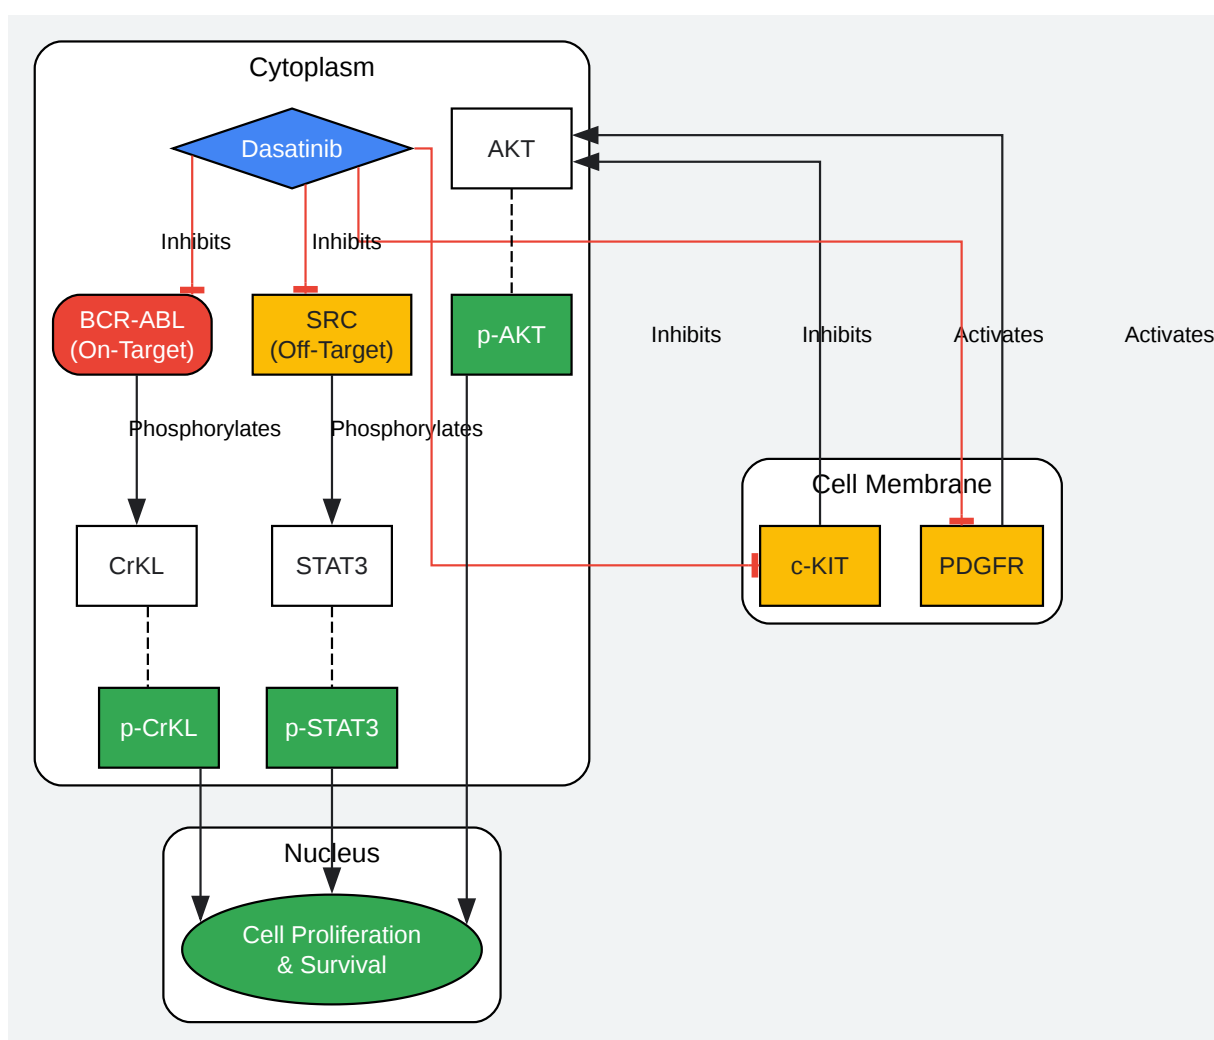 Cytoplasm
Dasatinib
AKT
Inhibits
Inhibits
BCR-ABL
(On-Target)
SRC
(Off-Target)
p-AKT
Inhibits
Inhibits
Activates
Activates
Phosphorylates
Phosphorylates
Cell Membrane
CrKL
STAT3
c-KIT
PDGFR
p-CrKL
p-STAT3
Nucleus
Cell Proliferation
& Survival